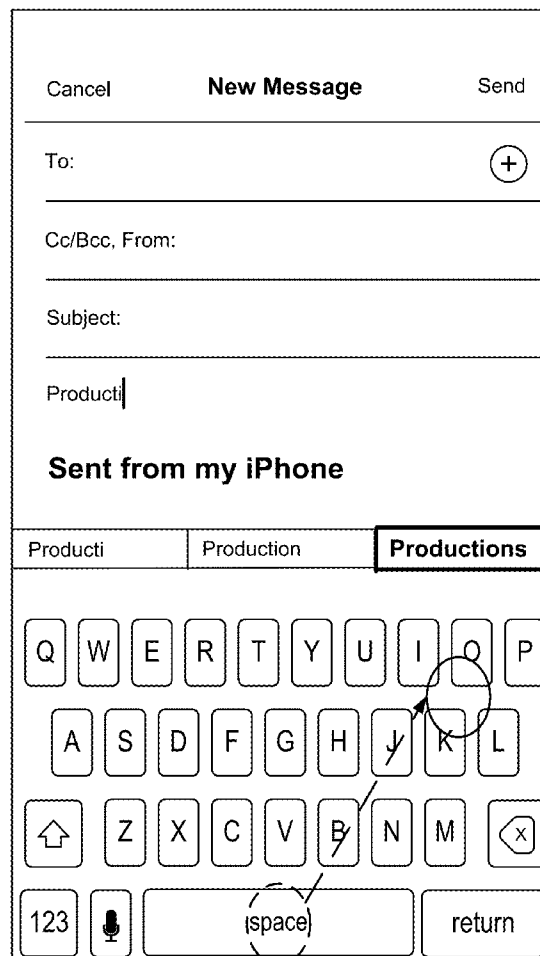 Cancel New Message Send
To: +
Cc/Bcc, From:
Subject:
Producti
Sent from my iPhone
Producti Production Productions
Q W E R T Y U I O P
A S D F G H J K L
Z X C V B N M X
123 space return